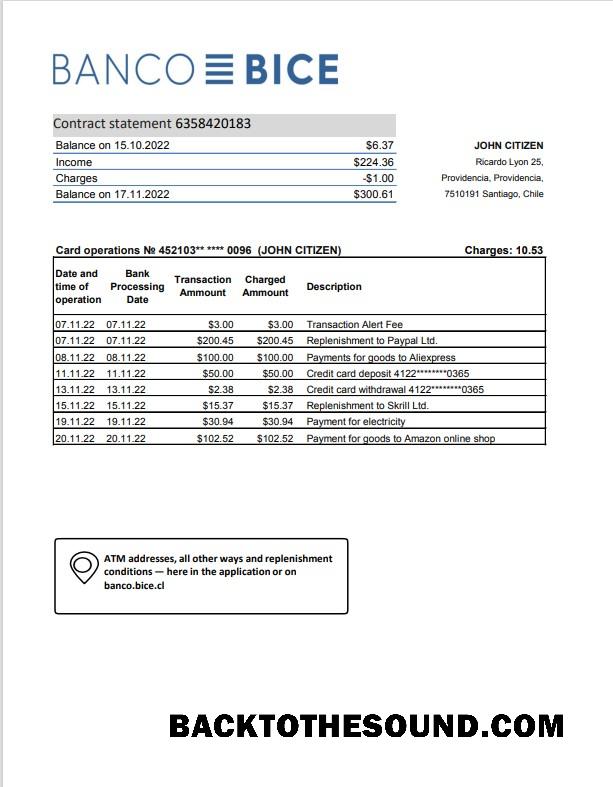 BANCO BICE
Contract statement 6358420183
Balance on 15.10.2022 $6.37
Income $224.36
Charges -$1.00
Balance on 17.11.2022 $300.61
JOHN CITIZEN
Ricardo Lyon 25,
Providencia, Providencia,
7510191 Santiago, Chile
Card operations № 452103** **** 0096 (JOHN CITIZEN) Charges: 10.53
Date and time of operation Bank Processing Date Transaction Amount Charged Amount Description
07.11.22 07.11.22 $3.00 $3.00 Transaction Alert Fee
07.11.22 07.11.22 $200.45 $200.45 Replenishment to Paypal Ltd.
08.11.22 08.11.22 $100.00 $100.00 Payments for goods to Aliexpress
11.11.22 11.11.22 $50.00 $50.00 Credit card deposit 4122********0365
13.11.22 13.11.22 $2.38 $2.38 Credit card withdrawal 4122********0365
15.11.22 15.11.22 $15.37 $15.37 Replenishment to Skrill Ltd.
19.11.22 19.11.22 $30.94 $30.94 Payment for electricity
20.11.22 20.11.22 $102.52 $102.52 Payment for goods to Amazon online shop
ATM addresses, all other ways and replenishment
conditions — here in the application or on
banco.bice.cl
BACKTOTHESOUND.COM